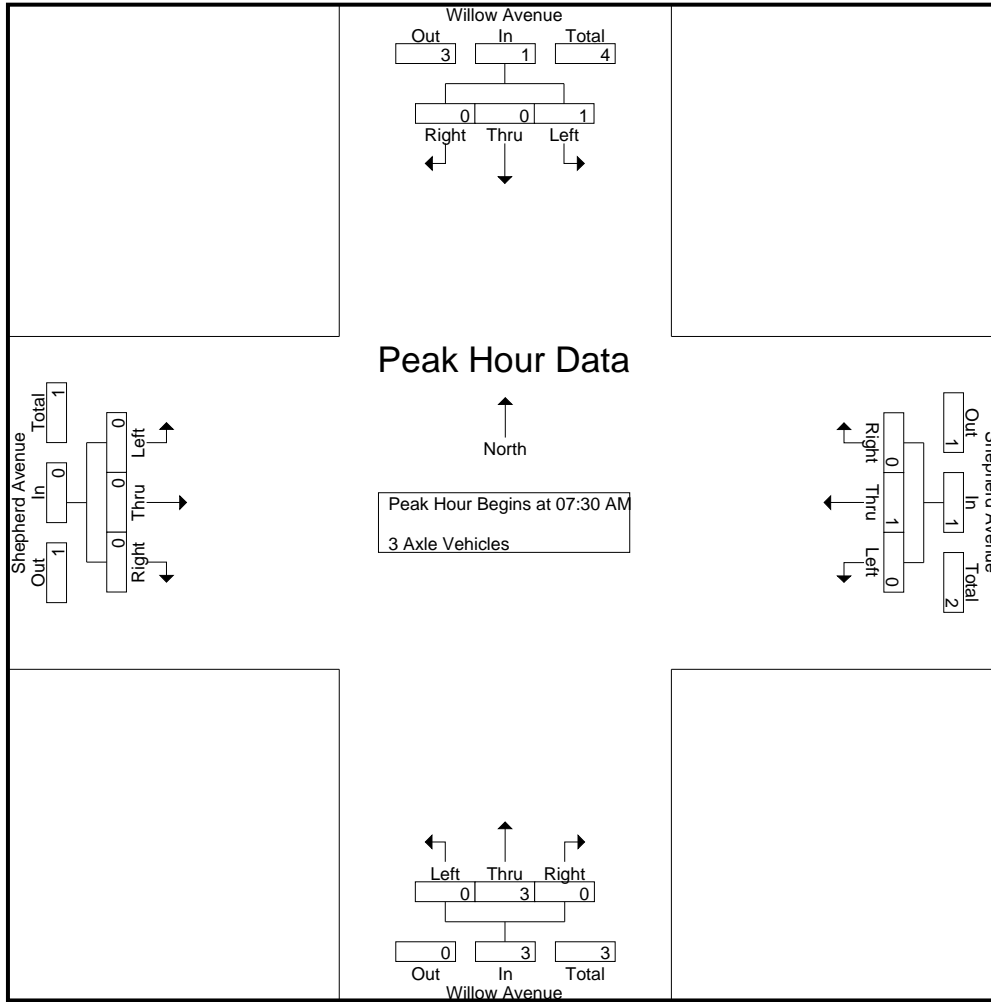 Willow Avenue
Out In Total
3 1 4
0 0 1
Right Thru Left
Peak Hour Data
North
Peak Hour Begins at 07:30 AM
3 Axle Vehicles
Shepherd Avenue
Total In Out
1 0 1
0 0 0
Left Thru Right
Shepherd Avenue
Out In Total
1 1 2
0 1 0
Right Thru Left
Left Thru Right
0 3 0
0 3 3
Out In Total
Willow Avenue